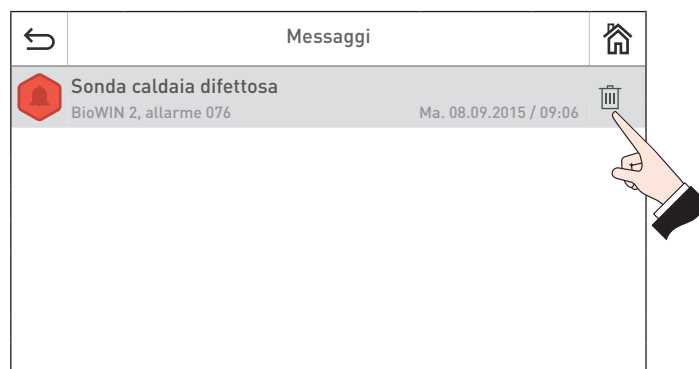 Messaggi
Sonda caldaia difettosa
BioWIN 2, allarme 076 Ma. 08.09.2015 / 09:06